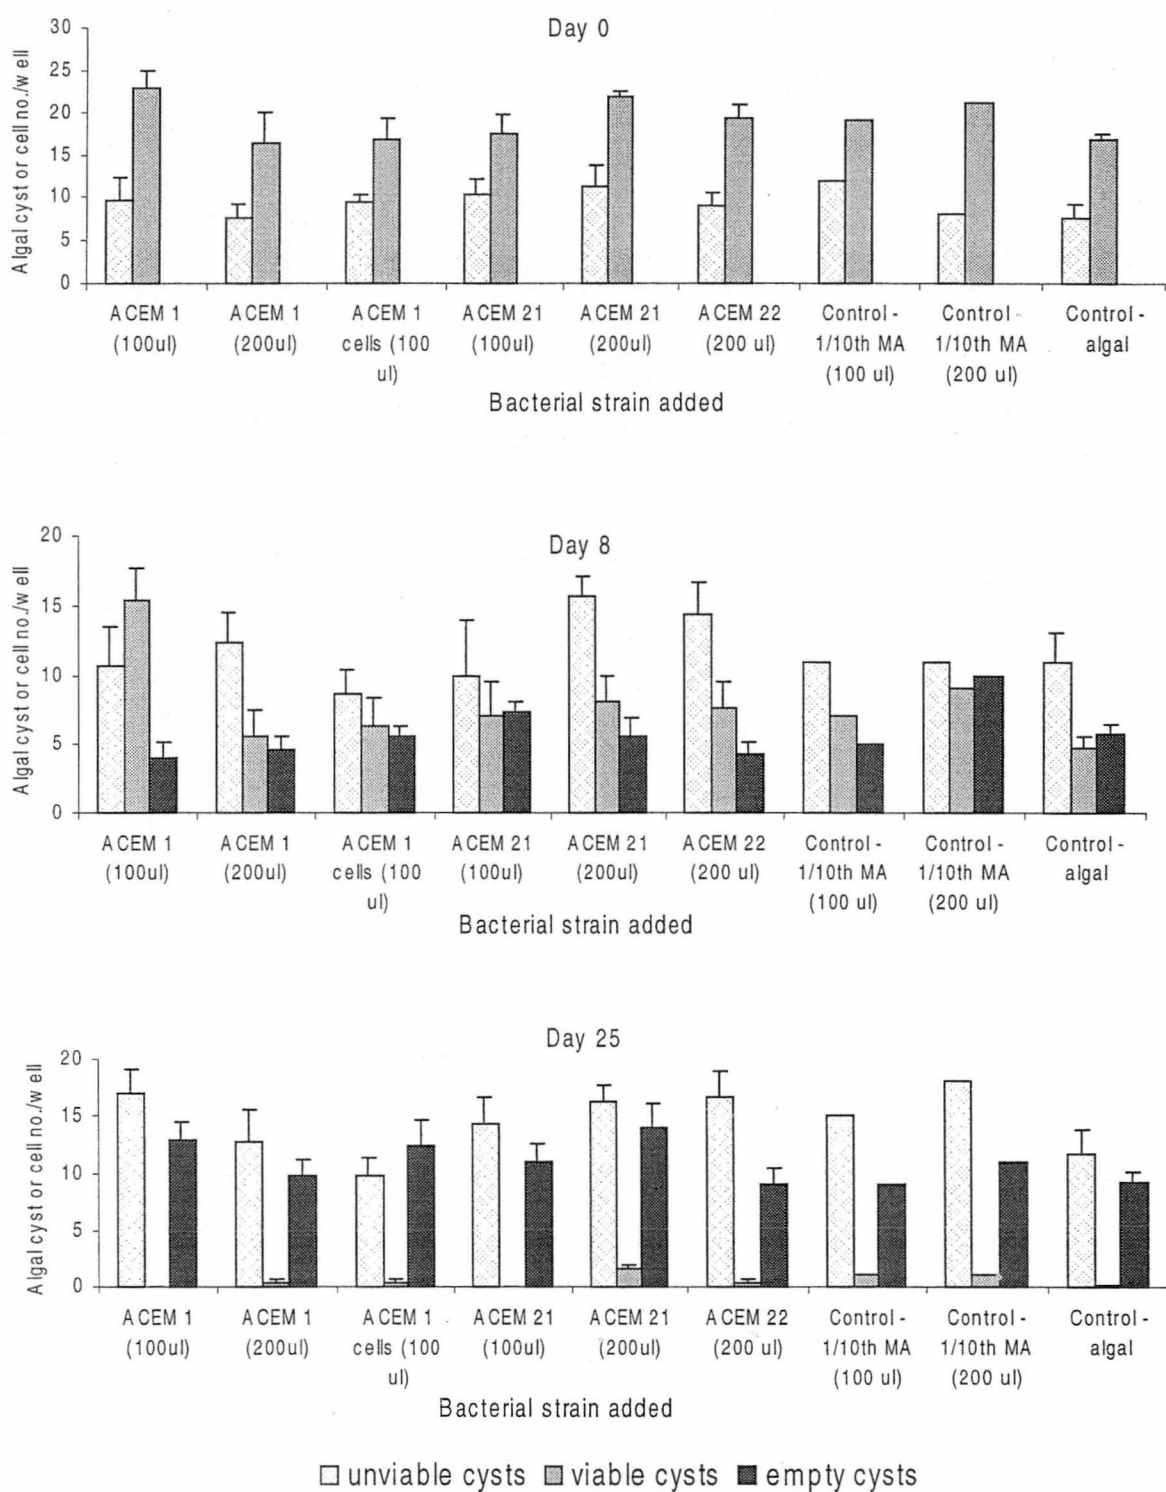 Day 0
Algal cyst or cell no./well
30
25
20
15
10
5
0
ACEM 1 ACEM 1 ACEM 1 ACEM 21 ACEM 21 ACEM 22 Control - Control - Control -
(100ul) (200ul) cells (100 (100ul) (200ul) (200 ul) 1/10th MA 1/10th MA algal
ul) (100 ul) (200 ul)
Bacterial strain added
Day 8
Algal cyst or cell no./well
20
15
10
5
0
ACEM 1 ACEM 1 ACEM 1 ACEM 21 ACEM 21 ACEM 22 Control - Control - Control -
(100ul) (200ul) cells (100 (100ul) (200ul) (200 ul) 1/10th MA 1/10th MA algal
ul) (100 ul) (200 ul)
Bacterial strain added
Day 25
Algal cyst or cell no./well
20
15
10
5
0
ACEM 1 ACEM 1 ACEM 1 ACEM 21 ACEM 21 ACEM 22 Control - Control - Control -
(100ul) (200ul) cells (100 (100ul) (200ul) (200 ul) 1/10th MA 1/10th MA algal
ul) (100 ul) (200 ul)
Bacterial strain added
unviable cysts viable cysts empty cysts